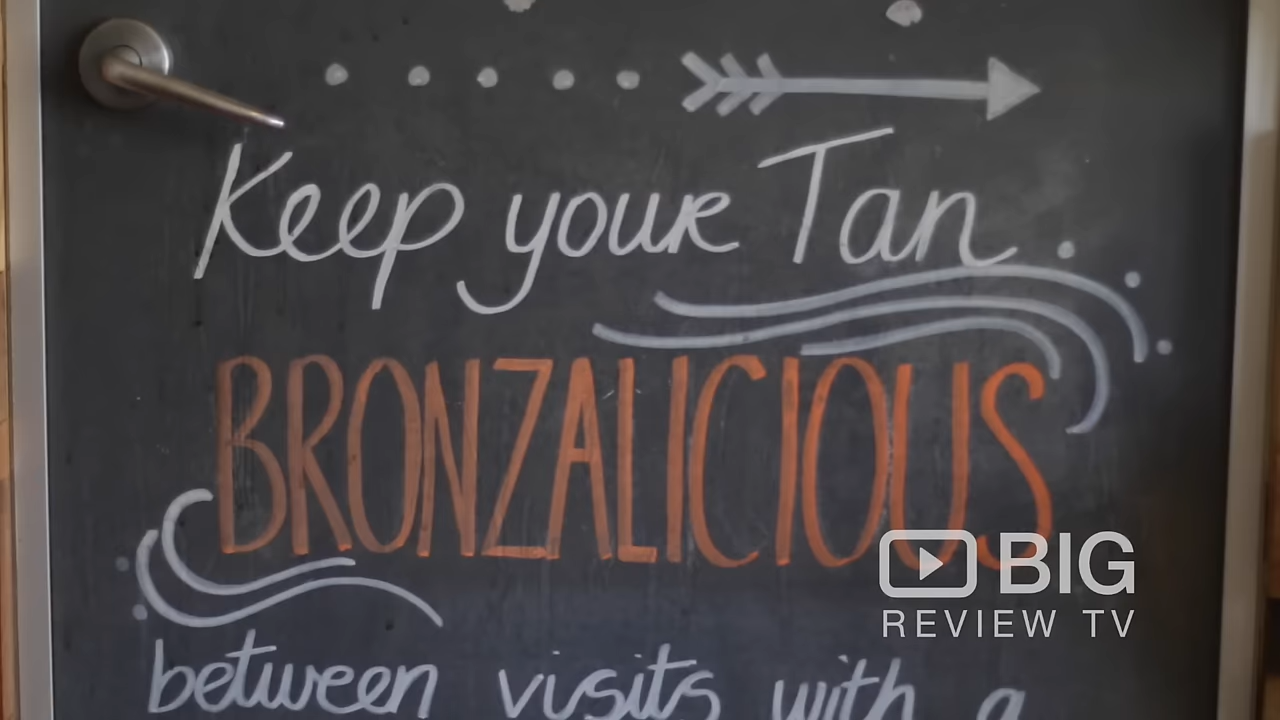 Keep your Tan
BRONZALICIOUS
BIG
REVIEW TV
between visits with a